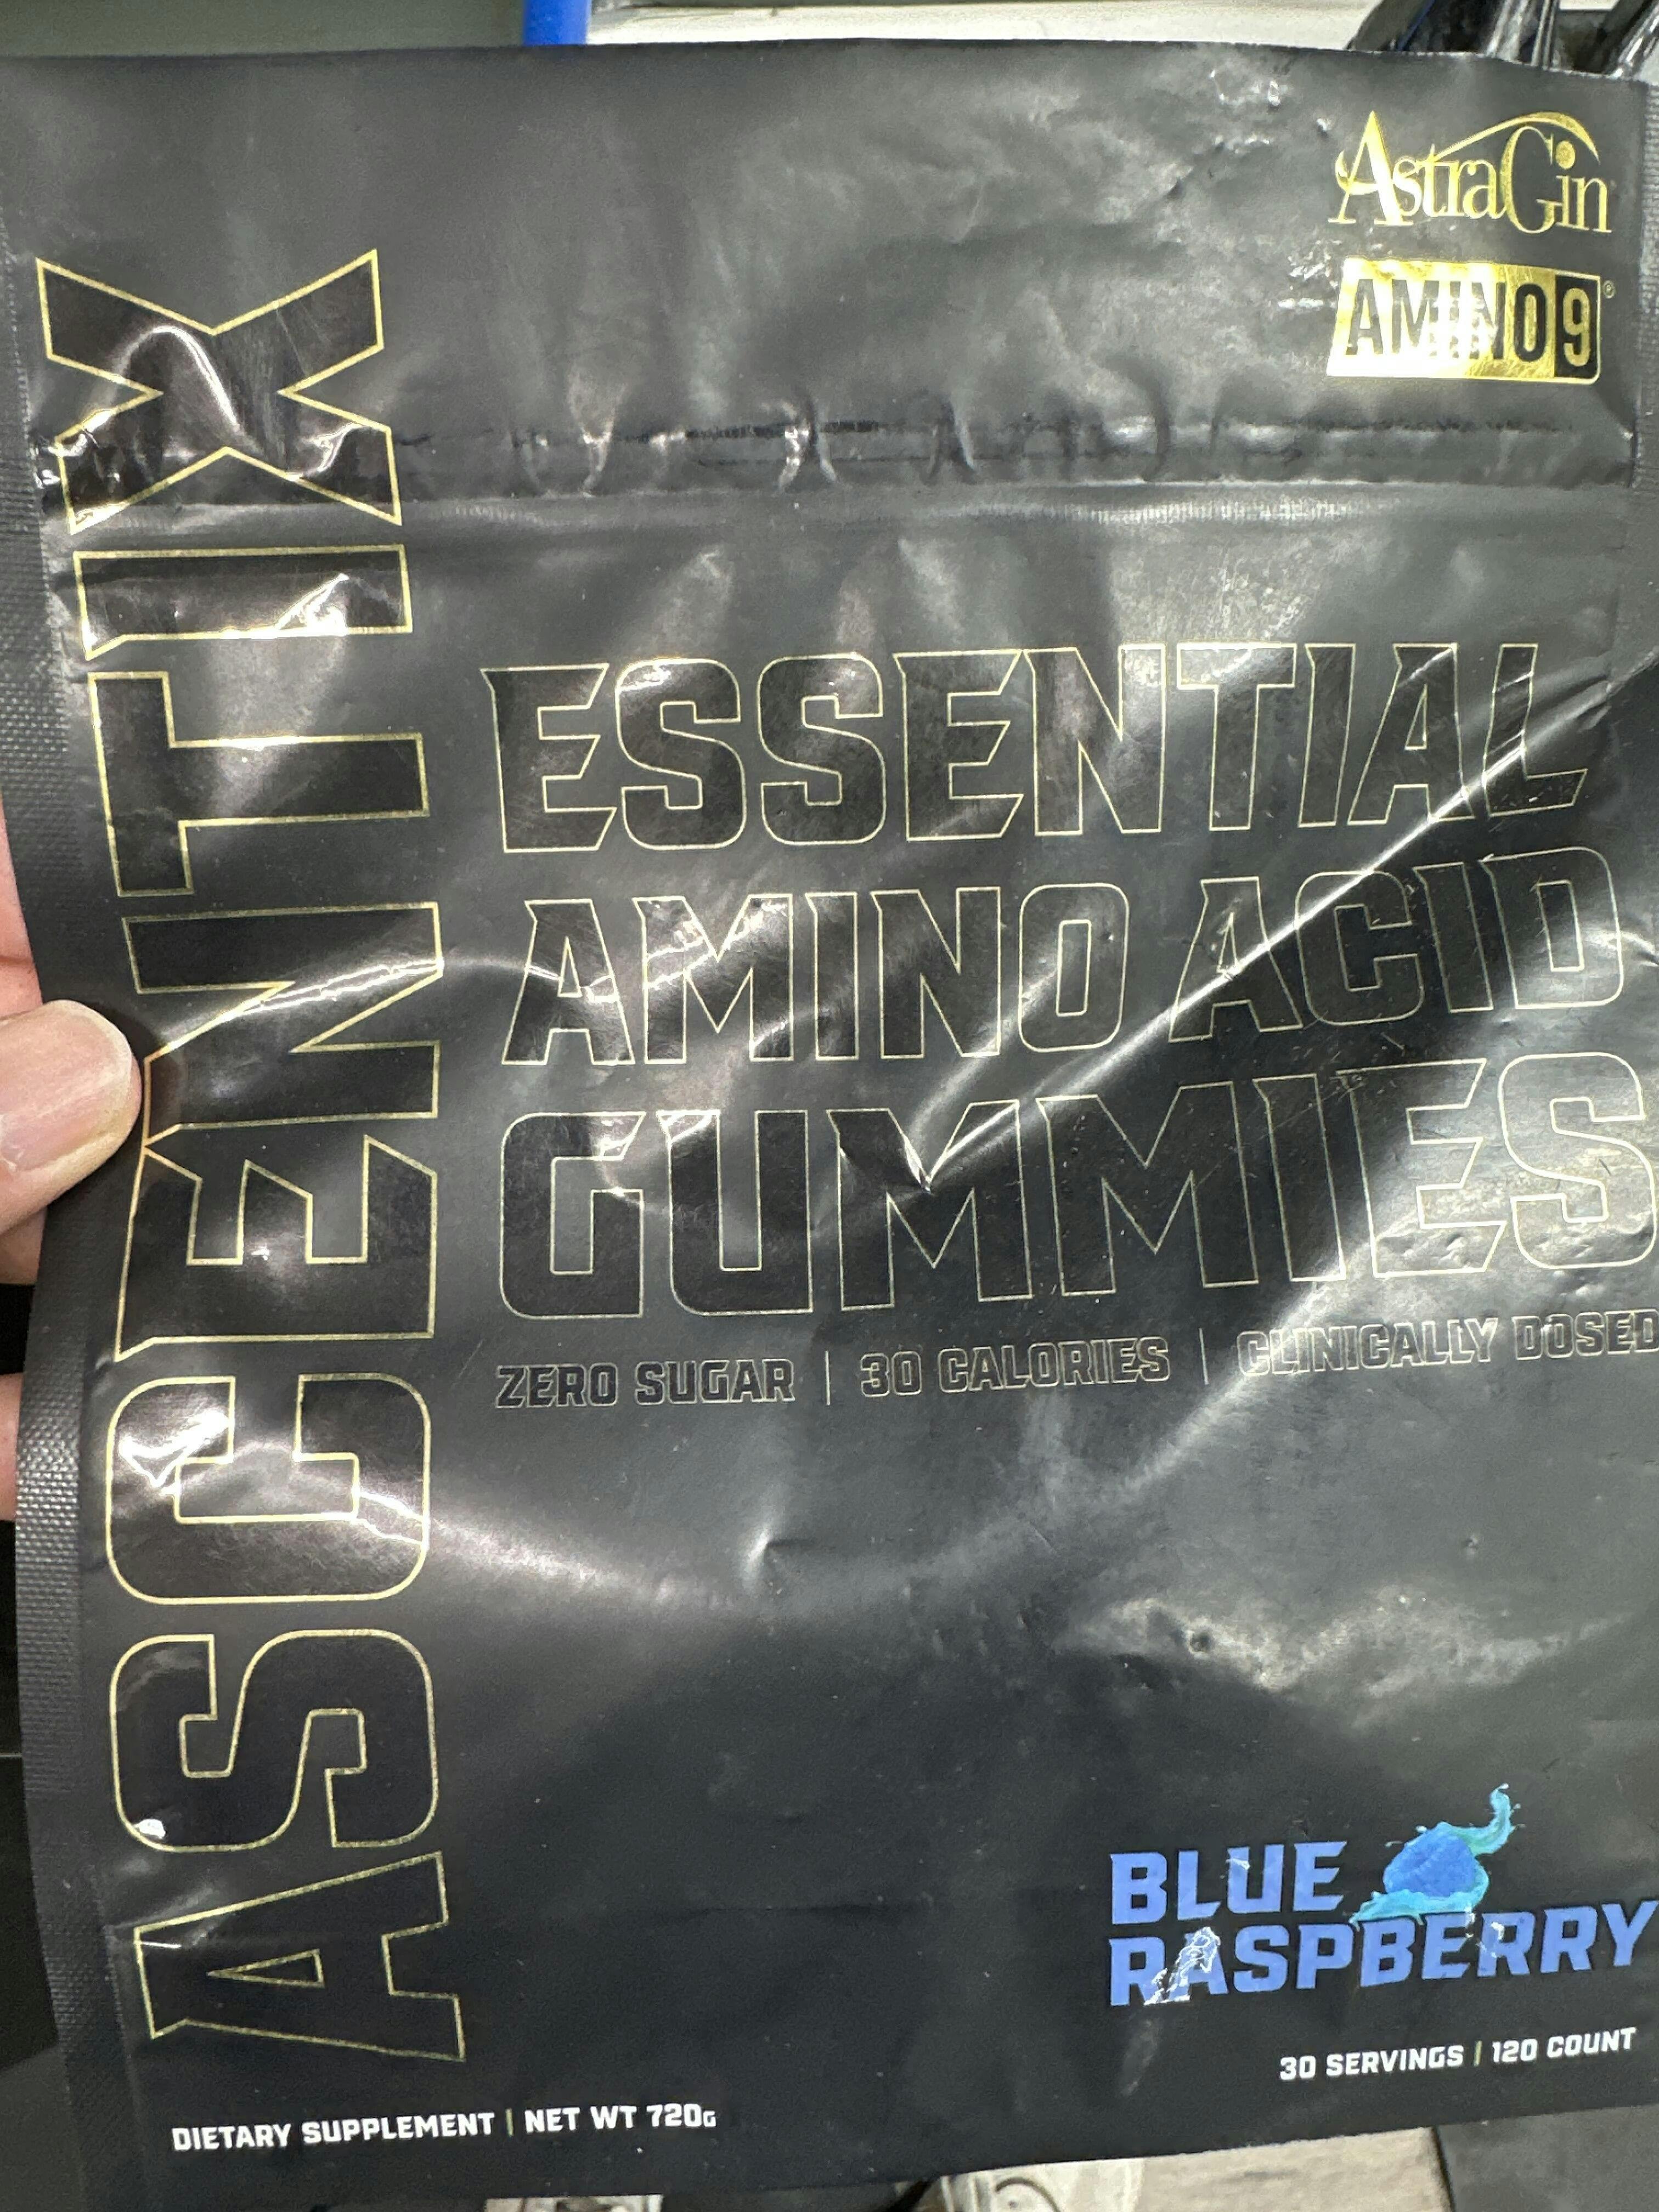 AstraGin
AMINO9®
ASCENTIX
ESSENTIAL
AMINO ACID
GUMMIES
ZERO SUGAR | 30 CALORIES | CLINICALLY DOSED
BLUE
RASPBERRY
30 SERVINGS | 120 COUNT
DIETARY SUPPLEMENT | NET WT 720G